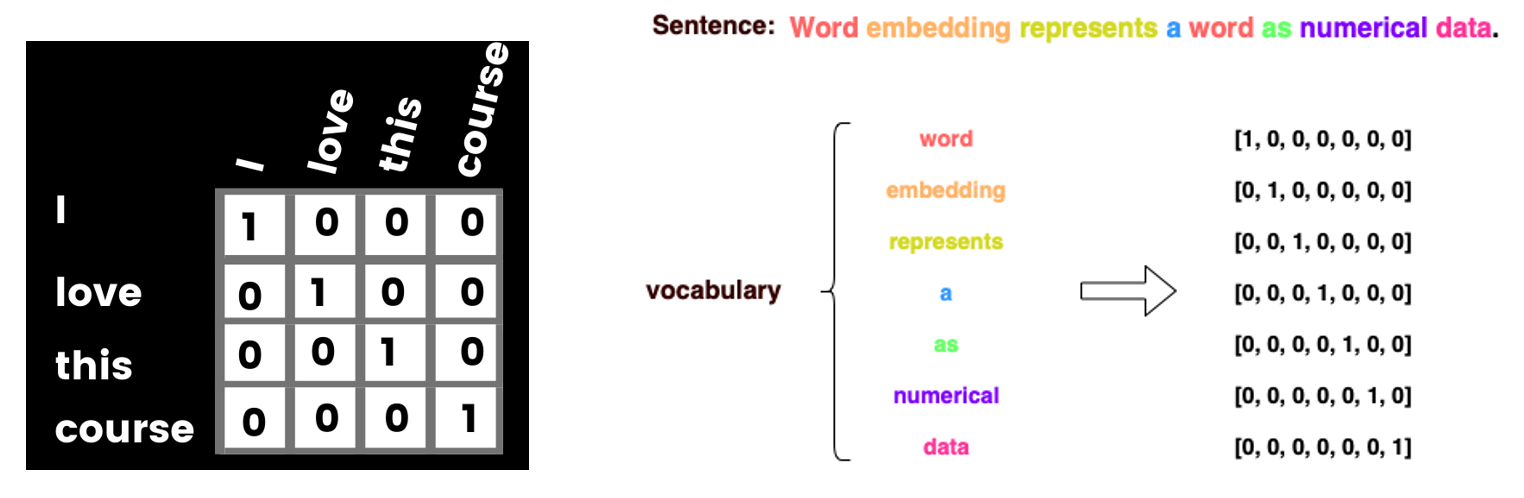 I love this course
I 1 0 0 0
love 0 1 0 0
this 0 0 1 0
course 0 0 0 1
Sentence: Word embedding represents a word as numerical data.
vocabulary
word [1, 0, 0, 0, 0, 0, 0]
embedding [0, 1, 0, 0, 0, 0, 0]
represents [0, 0, 1, 0, 0, 0, 0]
a [0, 0, 0, 1, 0, 0, 0]
as [0, 0, 0, 0, 1, 0, 0]
numerical [0, 0, 0, 0, 0, 1, 0]
data [0, 0, 0, 0, 0, 0, 1]